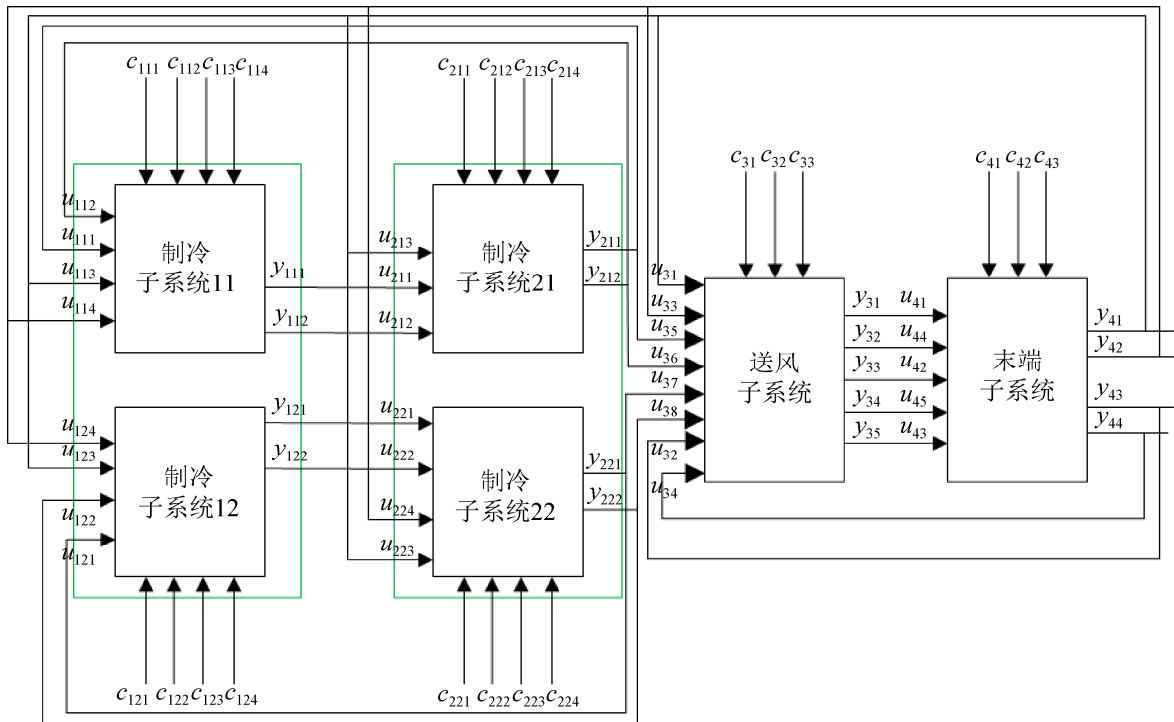 c111 c112 c113 c114
c211 c212 c213 c214
c31 c32 c33
c41 c42 c43
u112
u111
u113
u114
制冷
子系统11
y111
y112
u213
u211
u212
制冷
子系统21
y211
y212
u31
u33
u35
u36
u37
u38
u32
u34
送风
子系统
y31
y32
y33
y34
y35
u41
u44
u42
u45
u43
末端
子系统
y41
y42
y43
y44
u124
u123
u122
u121
制冷
子系统12
y121
y122
u221
u222
u224
u223
制冷
子系统22
y221
y222
c121 c122 c123 c124
c221 c222 c223 c224